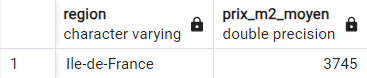 region prix_m2_moyen
character varying double precision
1 Ile-de-France 3745